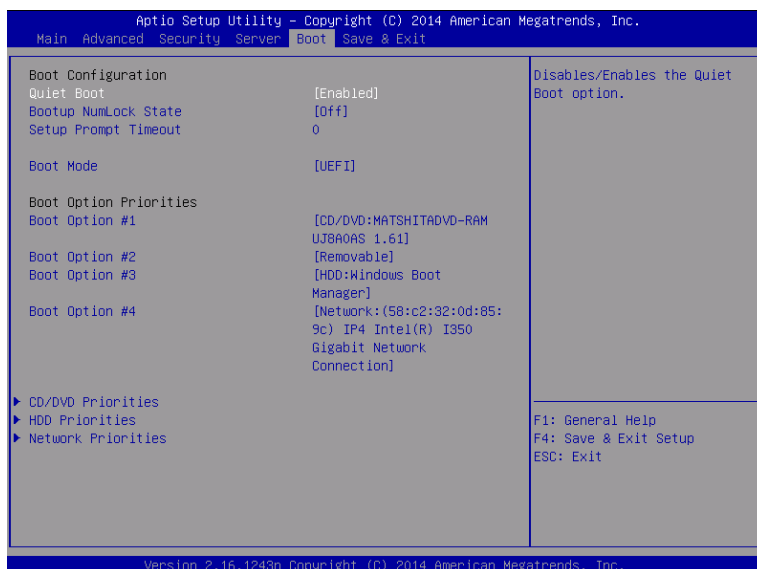 Aptio Setup Utility – Copyright (C) 2014 American Megatrends, Inc.
Main Advanced Security Server Boot Save & Exit
Boot Configuration
Quiet Boot [Enabled]
Bootup NumLock State [Off]
Setup Prompt Timeout 0
Boot Mode [UEFI]
Boot Option Priorities
Boot Option #1 [CD/DVD:MATSHITADVD-RAM
UJ8A0AS 1.61]
Boot Option #2 [Removable]
Boot Option #3 [HDD:Windows Boot
Manager]
Boot Option #4 [Network:(58:c2:32:0d:85:
9c) IP4 Intel(R) I350
Gigabit Network
Connection]
CD/DVD Priorities
HDD Priorities
Network Priorities
Disables/Enables the Quiet
Boot option.
F1: General Help
F4: Save & Exit Setup
ESC: Exit
Version 2.16.1243n Copyright (C) 2014 American Megatrends, Inc.